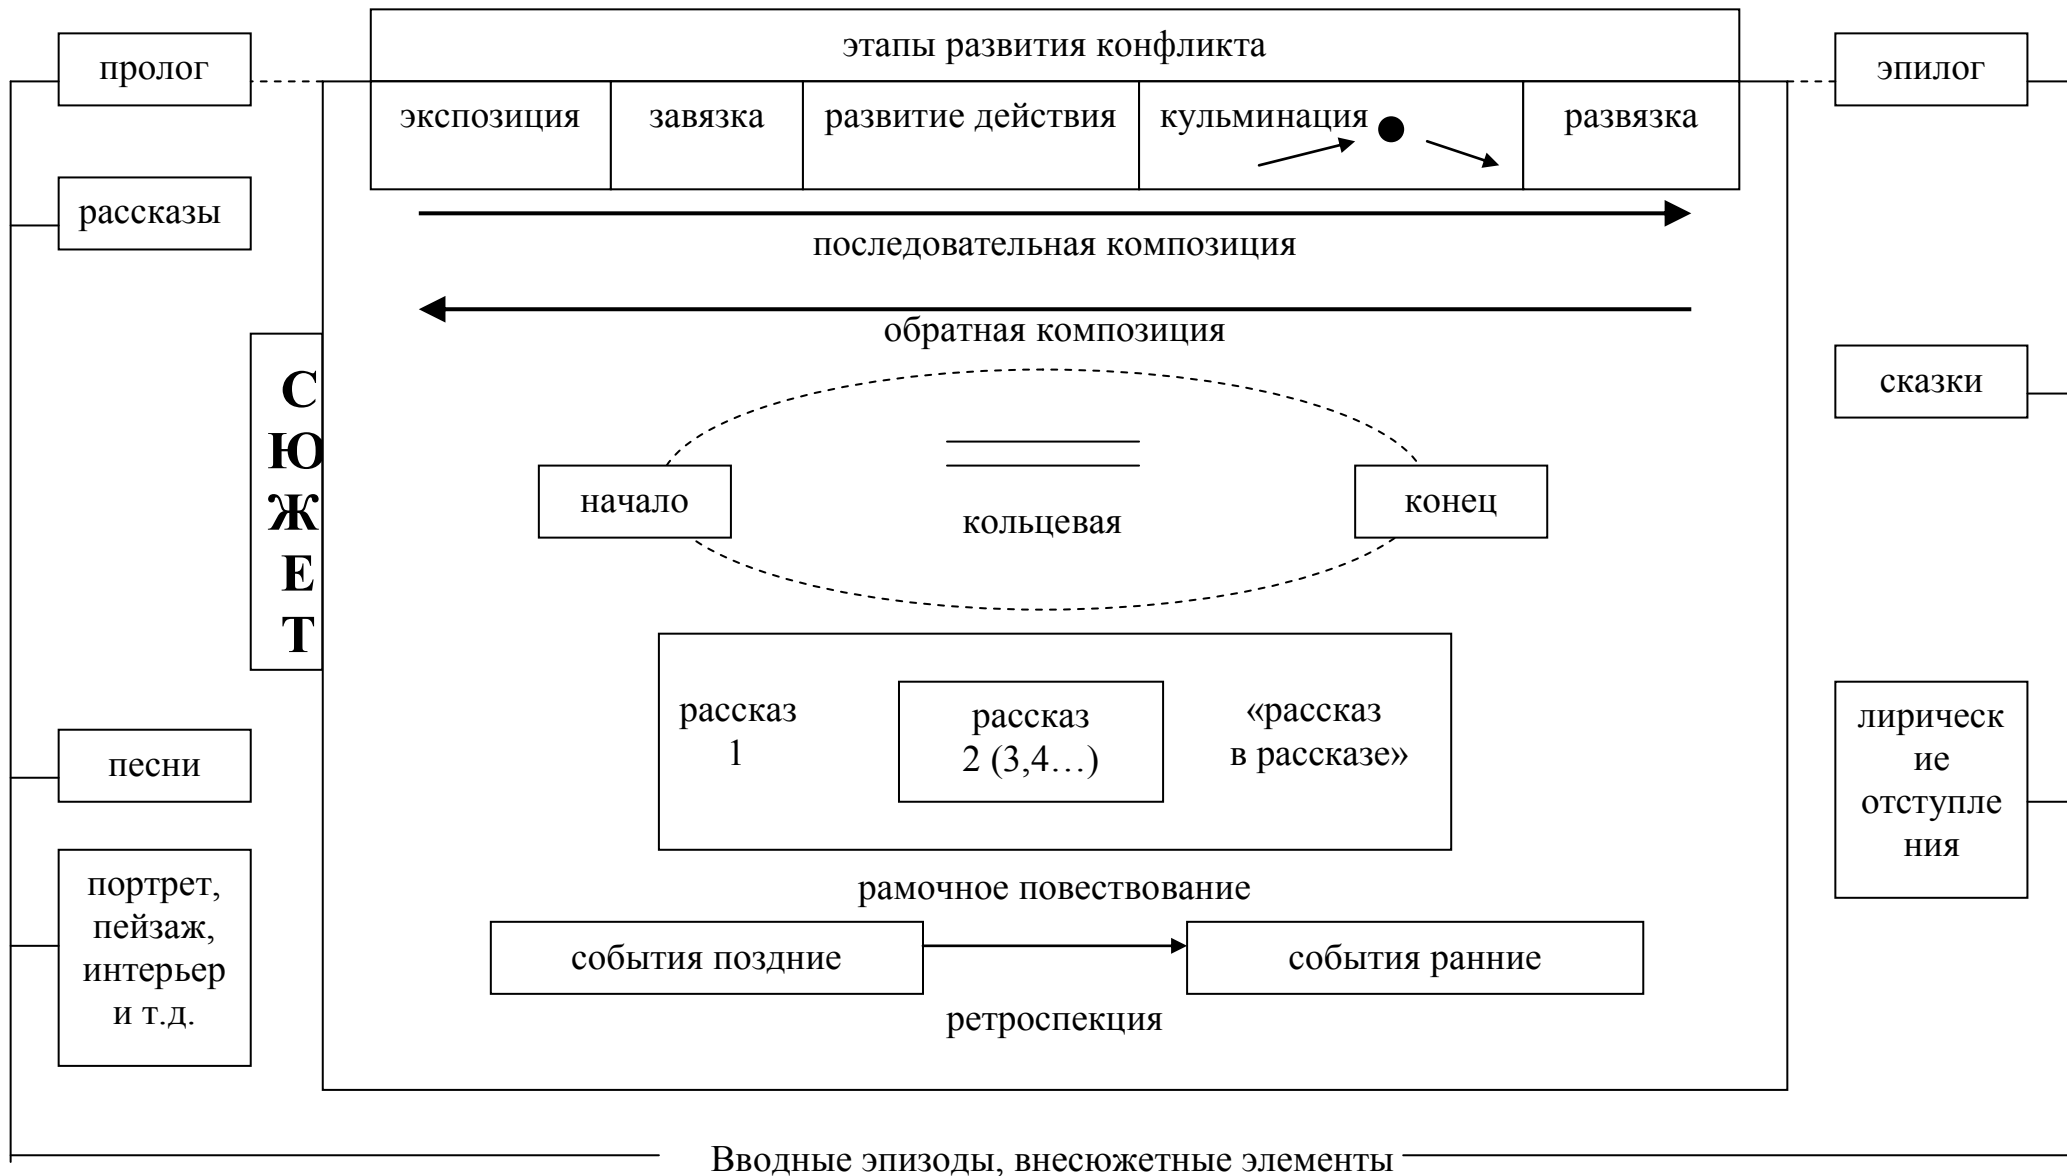 этапы развития конфликта
пролог
эпилог
экспозиция
завязка
развитие действия
кульминация
развязка
рассказы
последовательная композиция
обратная композиция
С
Ю
Ж
Е
Т
сказки
начало
кольцевая
конец
рассказ
1
рассказ
2 (3,4…)
«рассказ
в рассказе»
песни
лирическ
ие
отступле
ния
рамочное повествование
портрет,
пейзаж,
интерьер
и т.д.
события поздние
события ранние
ретроспекция
Вводные эпизоды, внесюжетные элементы